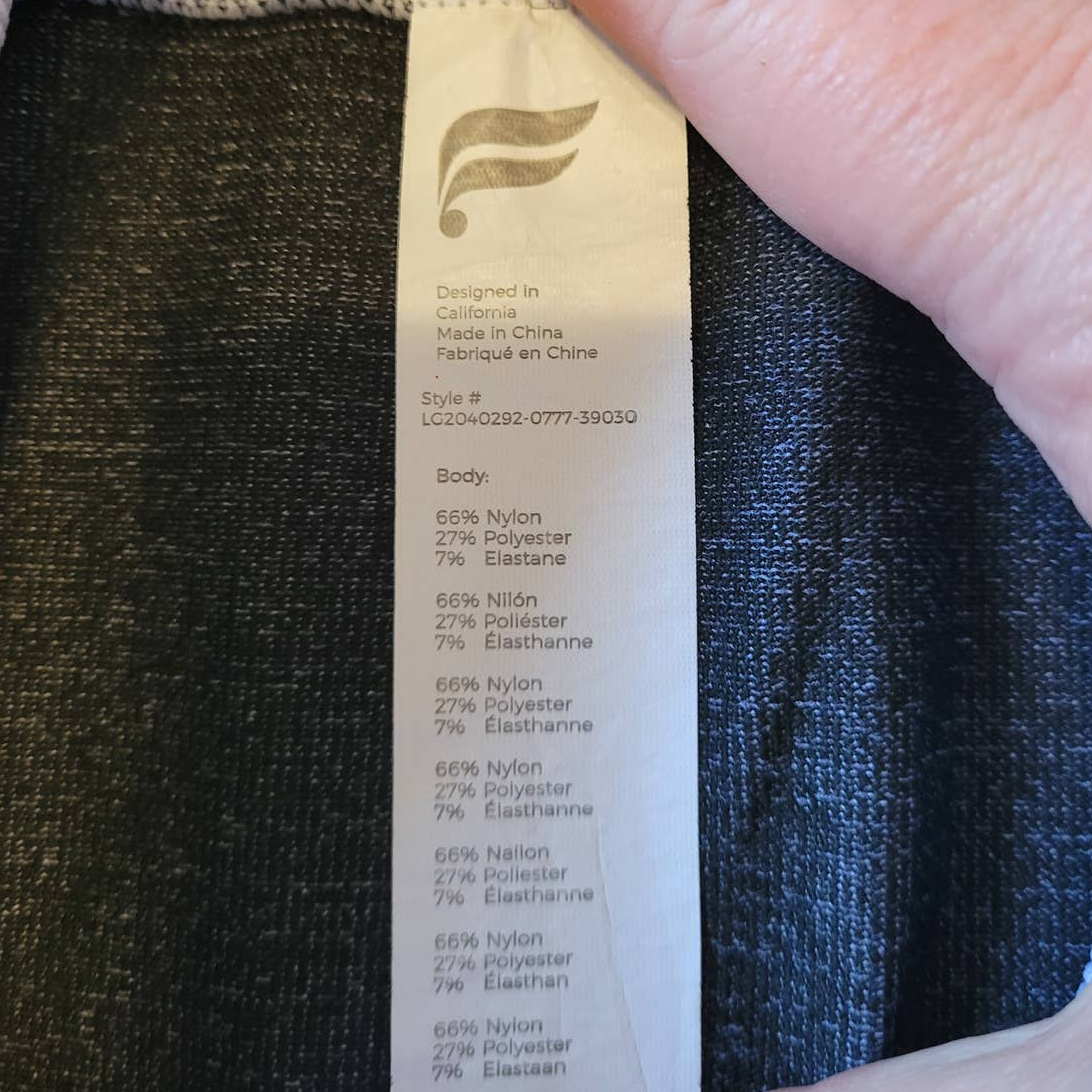 Designed in
California
Made in China
Fabriqué en Chine
Style #
LG2040292-0777-39030
Body:
66% Nylon
27% Polyester
7% Elastane
66% Nilón
27% Poliéster
7% Élasthanne
66% Nylon
27% Polyester
7% Élasthanne
66% Nylon
27% Polyester
7% Élasthanne
66% Nailon
27% Poliester
7% Élasthanne
66% Nylon
27% Polyester
7% Élasthan
66% Nylon
27% Polyester
7% Elastaan